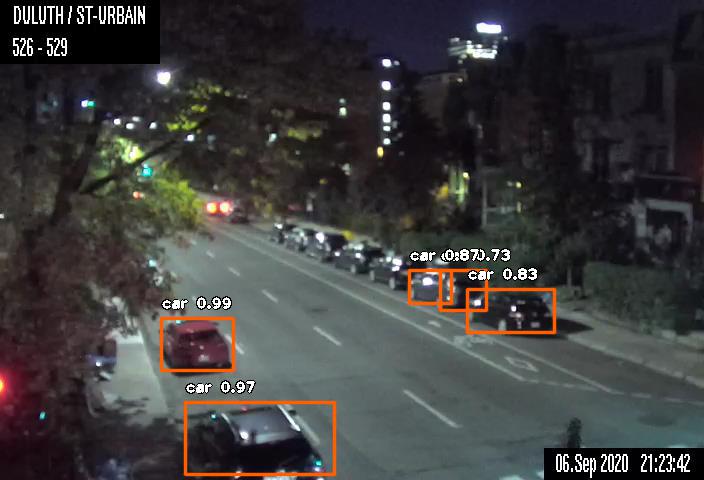 DULUTH / ST-URBAIN
526 - 529
car 0.87
0.73
car 0.83
car 0.99
car 0.97
06.Sep 2020 21:23:42